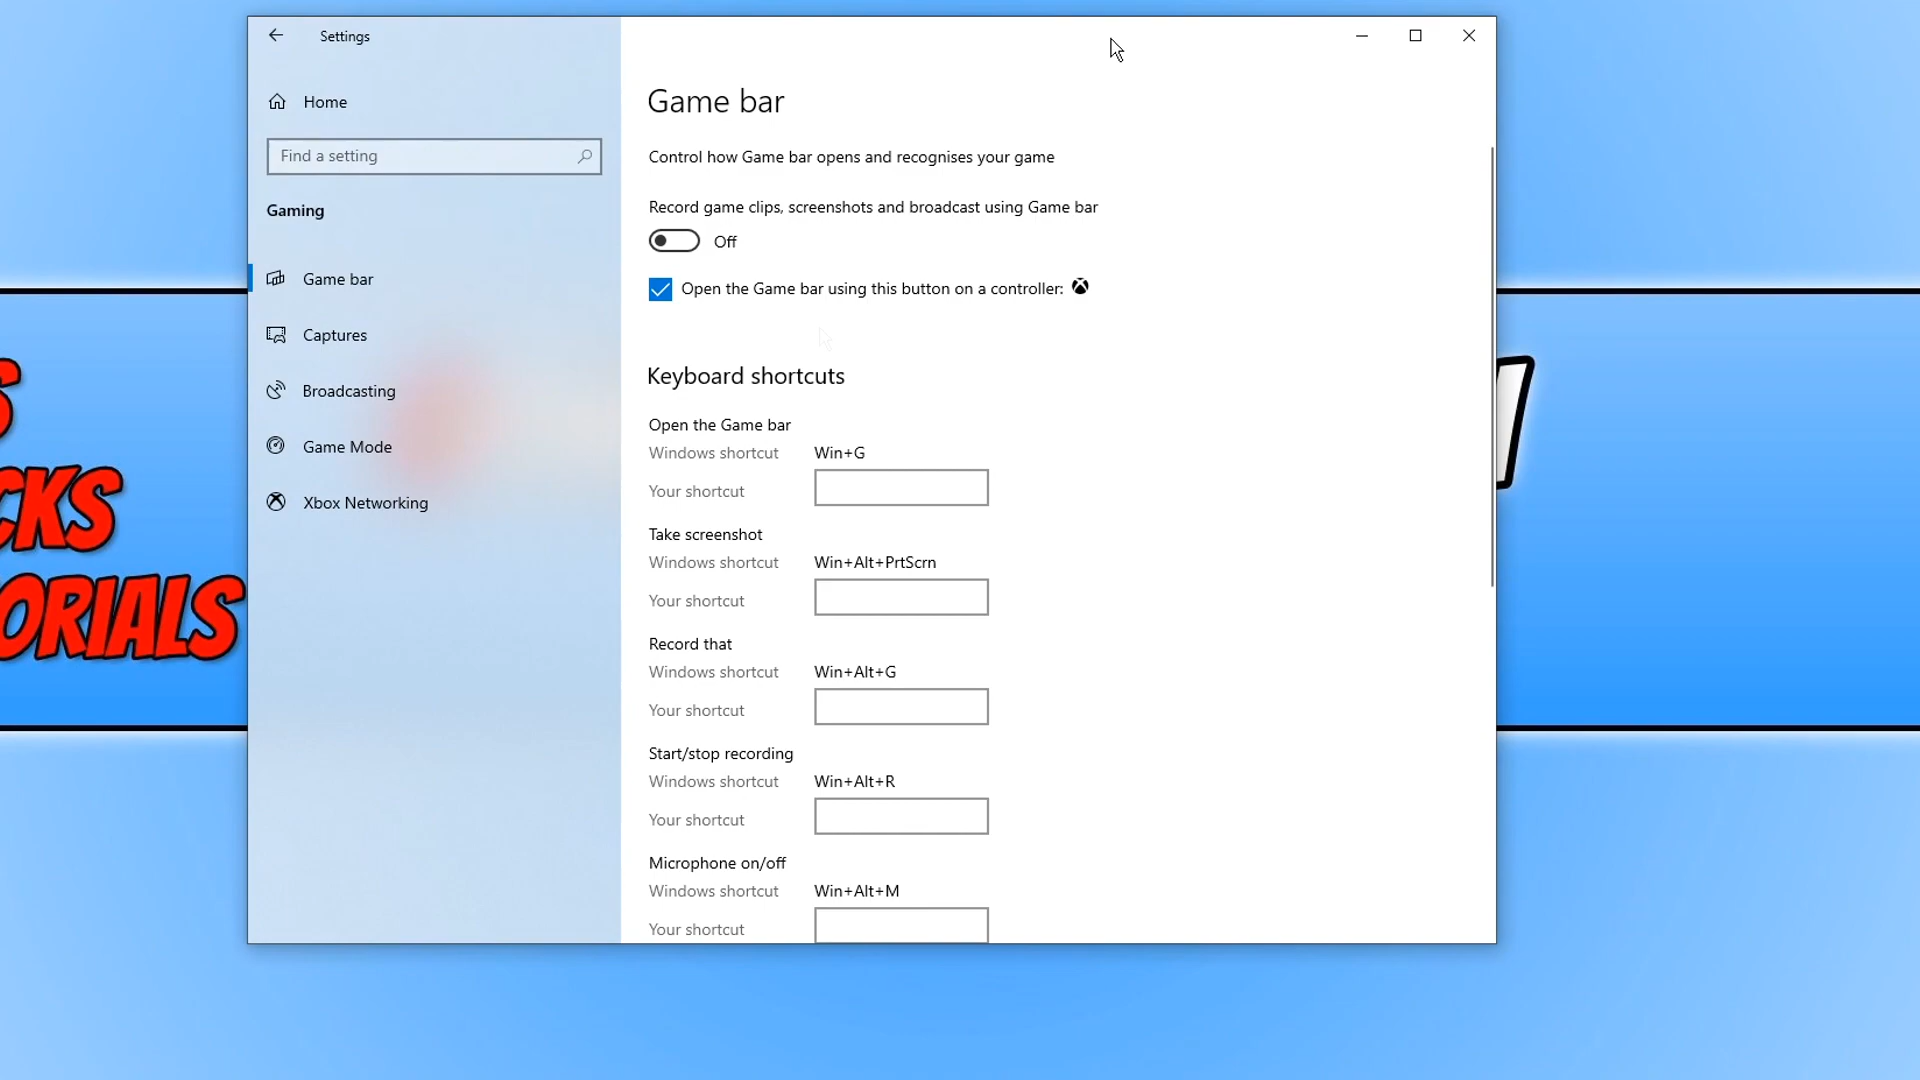 Settings
Home
Find a setting
Gaming
Game bar
Captures
Broadcasting
Game Mode
Xbox Networking
Game bar
Control how Game bar opens and recognises your game
Record game clips, screenshots and broadcast using Game bar
Off
Open the Game bar using this button on a controller:
Keyboard shortcuts
Open the Game bar
Windows shortcut Win+G
Your shortcut
Take screenshot
Windows shortcut Win+Alt+PrtScrn
Your shortcut
Record that
Windows shortcut Win+Alt+G
Your shortcut
Start/stop recording
Windows shortcut Win+Alt+R
Your shortcut
Microphone on/off
Windows shortcut Win+Alt+M
Your shortcut